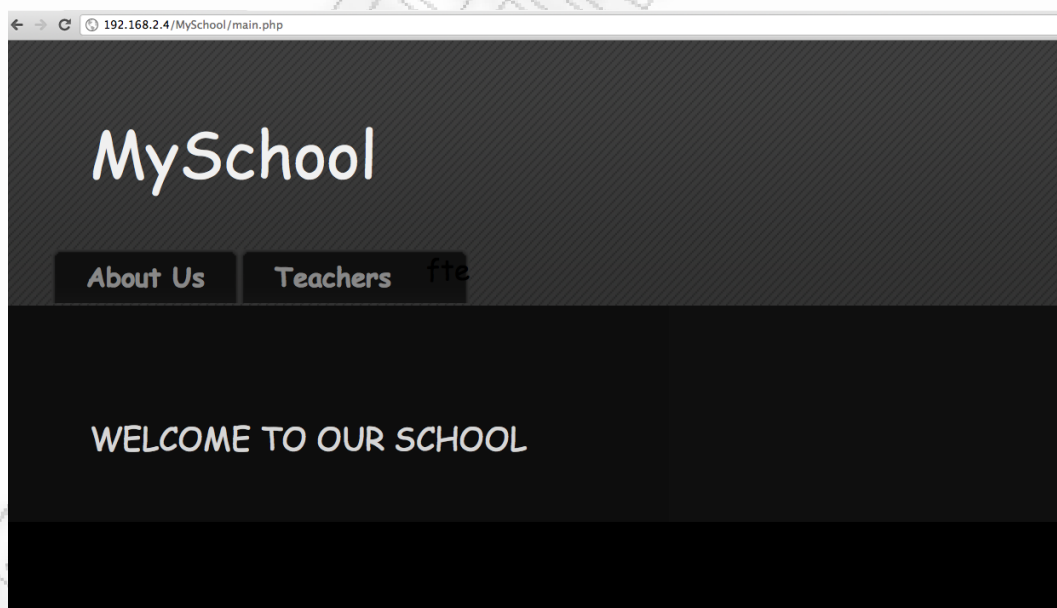 192.168.2.4/MySchool/main.php
MySchool
About Us Teachers fte
WELCOME TO OUR SCHOOL